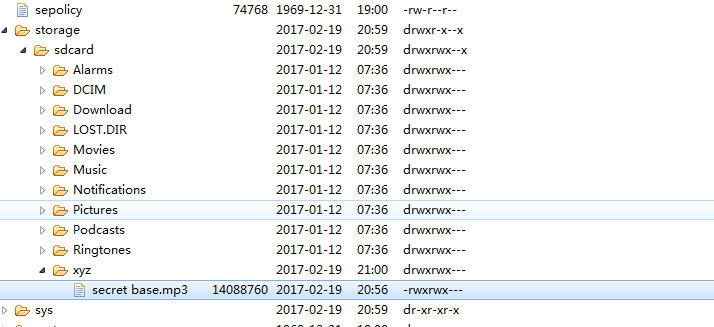 sepolicy 74768 1969-12-31 19:00 -rw-r--r--
storage 2017-02-19 20:59 drwxr-x--x
sdcard 2017-02-19 20:59 drwxrwx--x
Alarms 2017-01-12 07:36 drwxrwx---
DCIM 2017-01-12 07:36 drwxrwx---
Download 2017-01-12 07:36 drwxrwx---
LOST.DIR 2017-01-12 07:36 drwxrwx---
Movies 2017-01-12 07:36 drwxrwx---
Music 2017-01-12 07:36 drwxrwx---
Notifications 2017-01-12 07:36 drwxrwx---
Pictures 2017-01-12 07:36 drwxrwx---
Podcasts 2017-01-12 07:36 drwxrwx---
Ringtones 2017-01-12 07:36 drwxrwx---
xyz 2017-02-19 21:00 drwxrwx---
secret base.mp3 14088760 2017-02-19 20:56 -rwxrwx---
sys 2017-02-19 20:59 dr-xr-xr-x